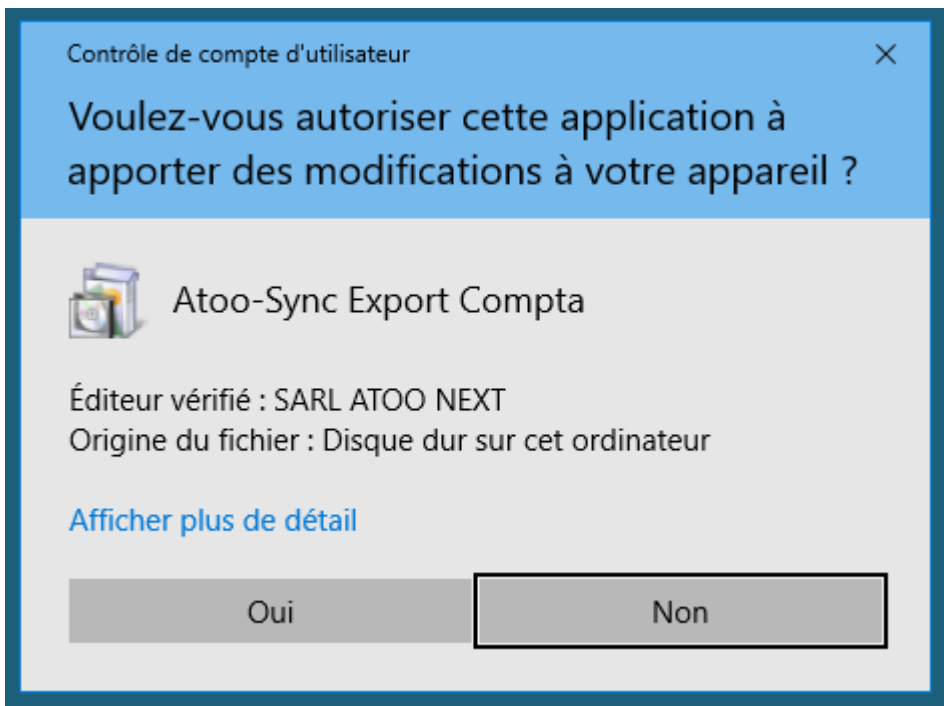 Contrôle de compte d'utilisateur
Voulez-vous autoriser cette application à
apporter des modifications à votre appareil ?
Atoo-Sync Export Compta
Éditeur vérifié : SARL ATOO NEXT
Origine du fichier : Disque dur sur cet ordinateur
Afficher plus de détail
Oui
Non